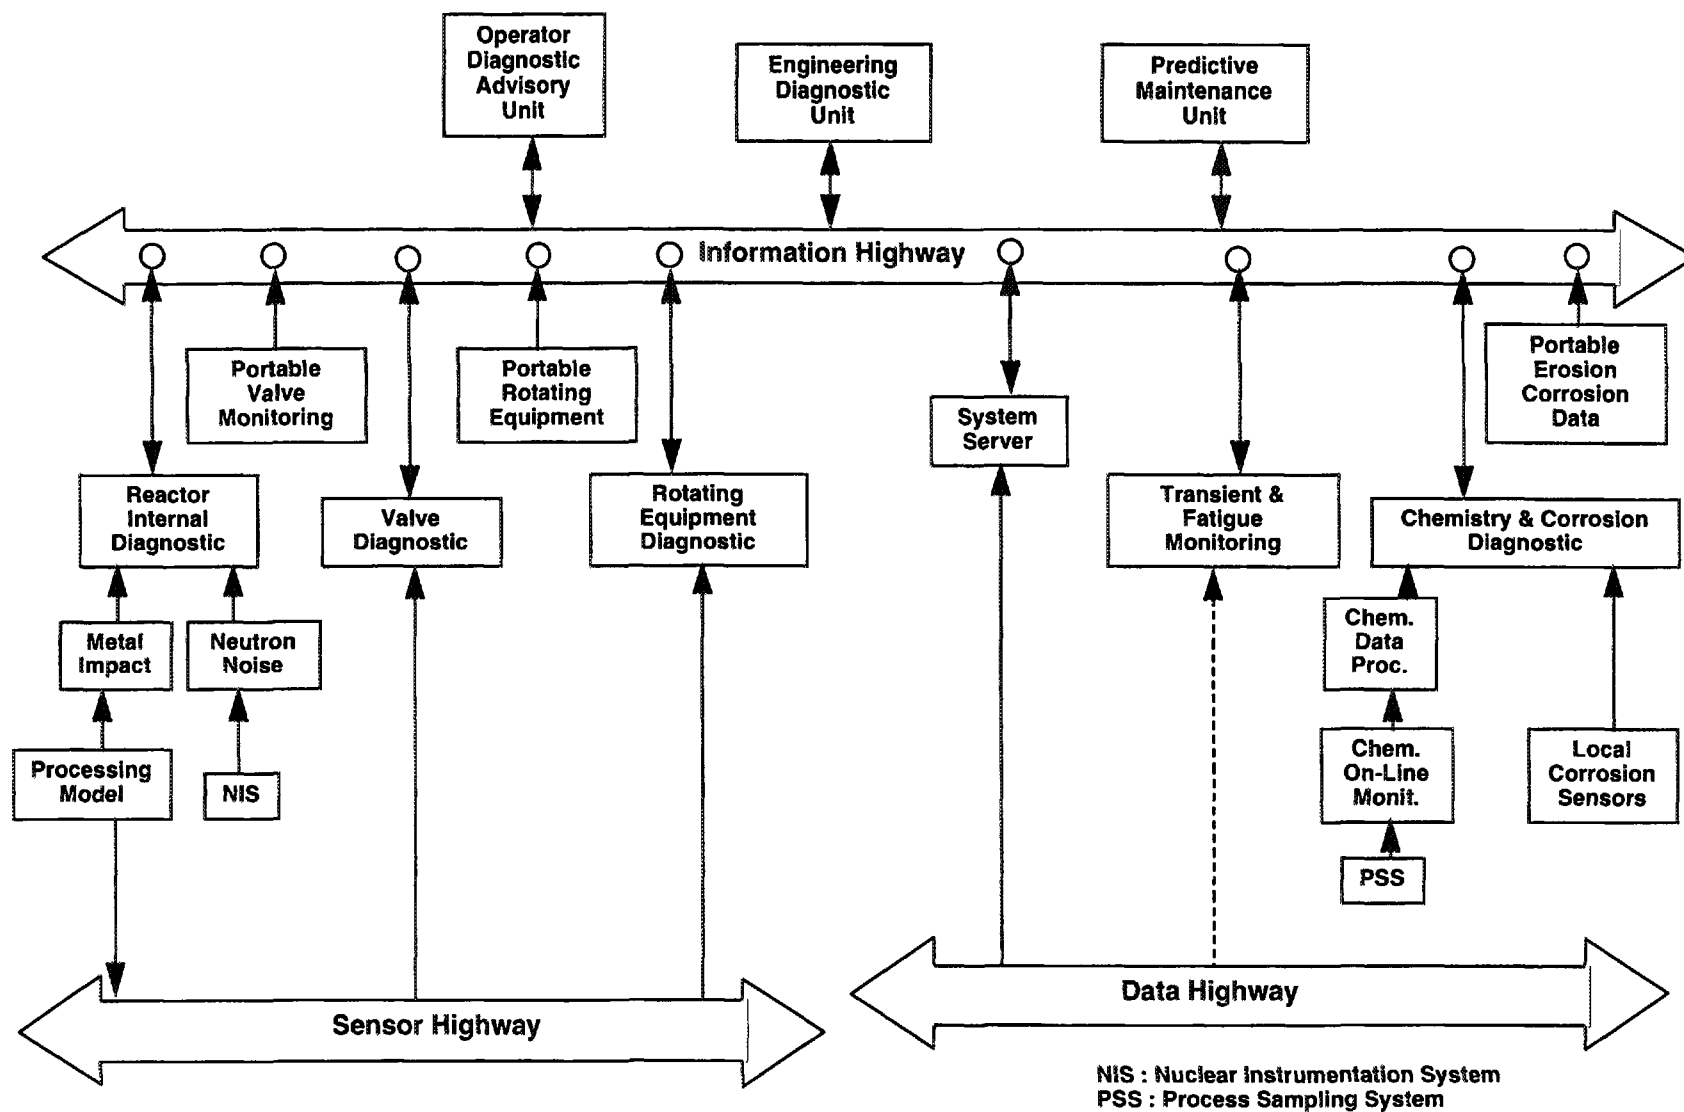 Operator
Diagnostic
Advisory
Unit
Engineering
Diagnostic
Unit
Predictive
Maintenance
Unit
Information Highway
Portable
Valve
Monitoring
Portable
Rotating
Equipment
System
Server
Portable
Erosion
Corrosion
Data
Reactor
Internal
Diagnostic
Valve
Diagnostic
Rotating
Equipment
Diagnostic
Transient &
Fatigue
Monitoring
Chemistry & Corrosion
Diagnostic
Metal
Impact
Neutron
Noise
Chem.
Data
Proc.
Processing
Model
NIS
Chem.
On-Line
Monit.
Local
Corrosion
Sensors
PSS
Sensor Highway
Data Highway
NIS : Nuclear Instrumentation System
PSS : Process Sampling System